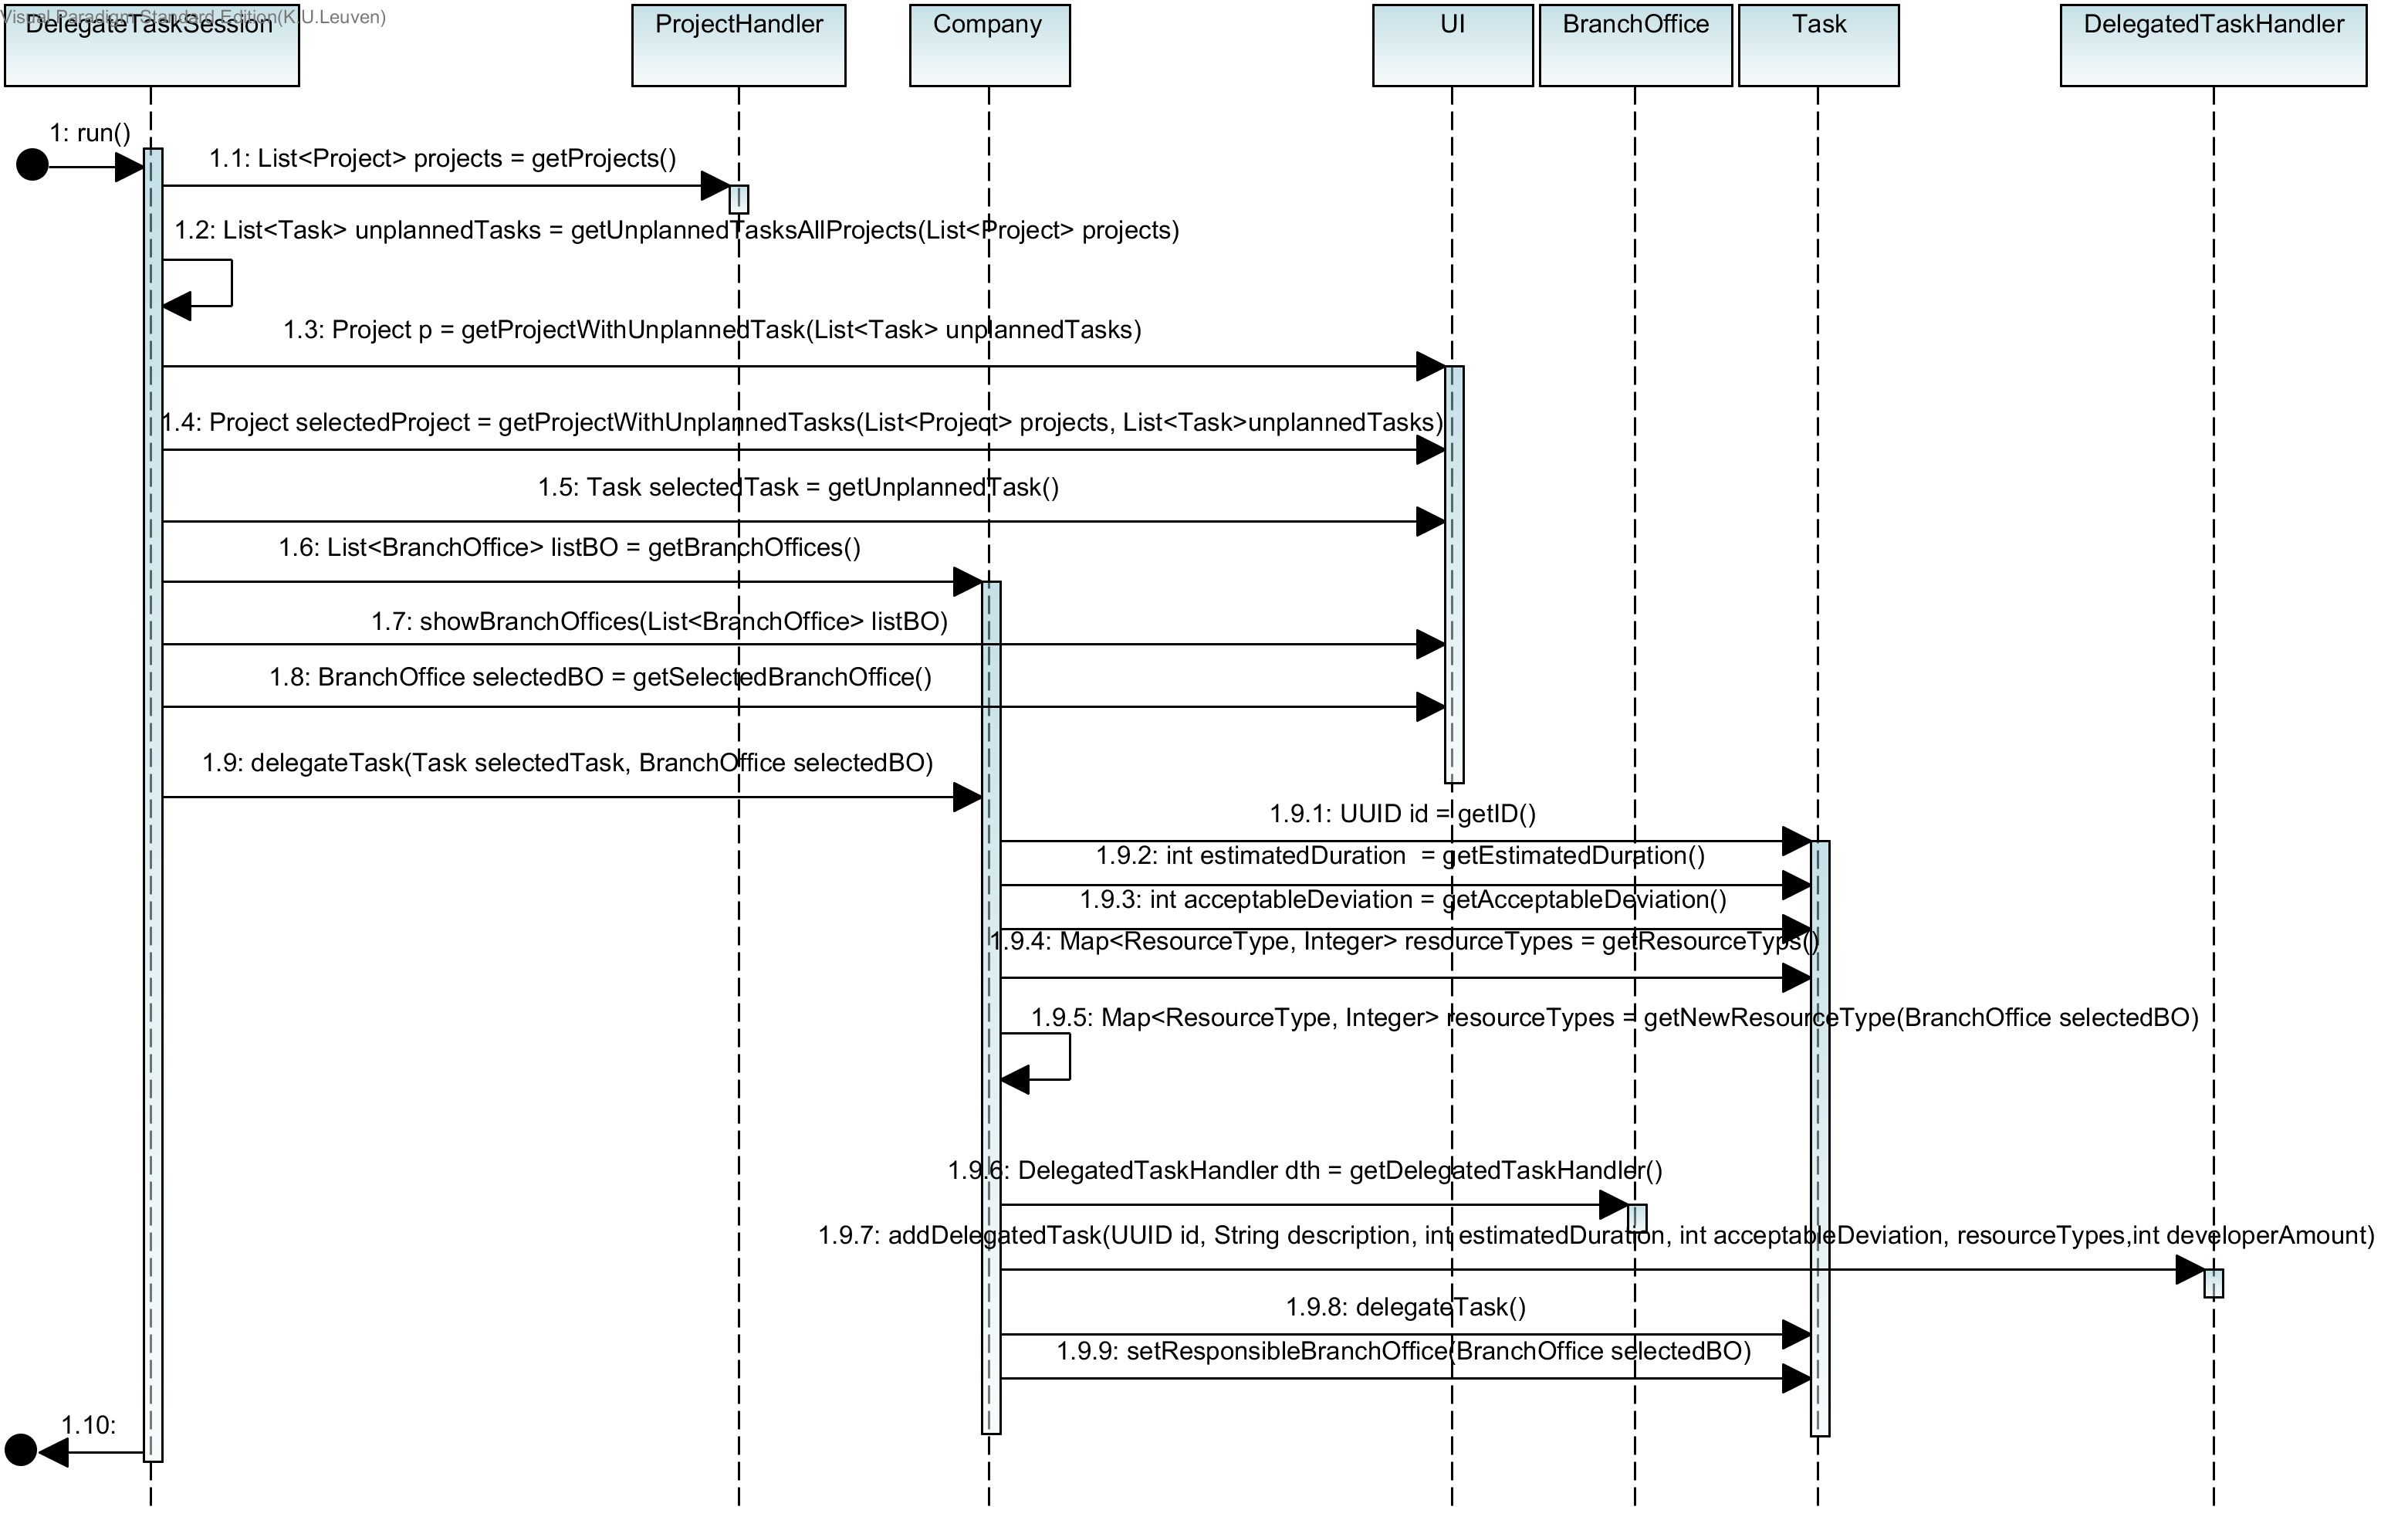 Visual Paradigm Standard Edition(K.U.Leuven)
DelegateTaskSession
ProjectHandler
Company
UI
BranchOffice
Task
DelegatedTaskHandler
1: run()
1.1: List<Project> projects = getProjects()
1.2: List<Task> unplannedTasks = getUnplannedTasksAllProjects(List<Project> projects)
1.3: Project p = getProjectWithUnplannedTask(List<Task> unplannedTasks)
1.4: Project selectedProject = getProjectWithUnplannedTasks(List<Project> projects, List<Task>unplannedTasks)
1.5: Task selectedTask = getUnplannedTask()
1.6: List<BranchOffice> listBO = getBranchOffices()
1.7: showBranchOffices(List<BranchOffice> listBO)
1.8: BranchOffice selectedBO = getSelectedBranchOffice()
1.9: delegateTask(Task selectedTask, BranchOffice selectedBO)
1.9.1: UUID id = getID()
1.9.2: int estimatedDuration  = getEstimatedDuration()
1.9.3: int acceptableDeviation = getAcceptableDeviation()
1.9.4: Map<ResourceType, Integer> resourceTypes = getResourceTyps()
1.9.5: Map<ResourceType, Integer> resourceTypes = getNewResourceType(BranchOffice selectedBO)
1.9.6: DelegatedTaskHandler dth = getDelegatedTaskHandler()
1.9.7: addDelegatedTask(UUID id, String description, int estimatedDuration, int acceptableDeviation, resourceTypes,int developerAmount)
1.9.8: delegateTask()
1.9.9: setResponsibleBranchOffice(BranchOffice selectedBO)
1.10: